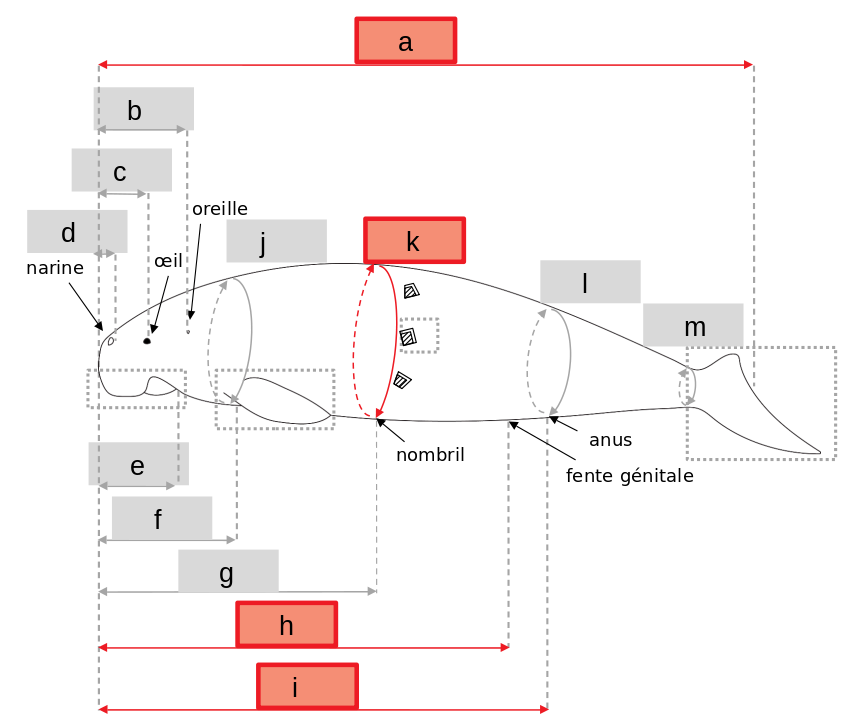 a
b
c
oreille
d
j
k
narine
œil
l
m
anus
nombril
e
fente génitale
f
g
h
i